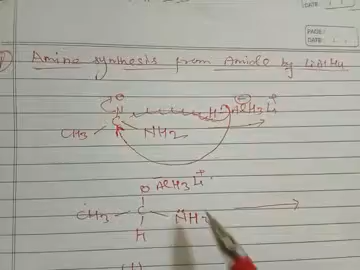 DATE:
PAGE:
DATE:
Amine synthesis from Amide by LiAlH4
O
H AlH3 Li+
C
CH3 NH2
O AlH3 Li+
CH3 C NH2
H